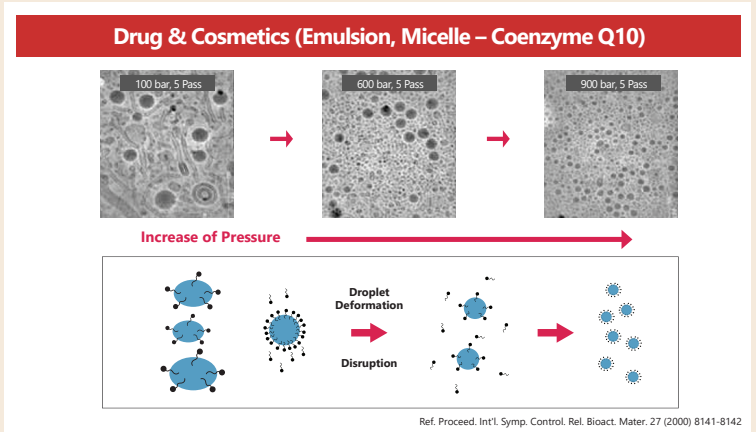 Drug & Cosmetics (Emulsion, Micelle – Coenzyme Q10)
100 bar, 5 Pass
600 bar, 5 Pass
900 bar, 5 Pass
Increase of Pressure
Droplet
Deformation
Disruption
Ref. Proceed. Int'l. Symp. Control. Rel. Bioact. Mater. 27 (2000) 8141-8142